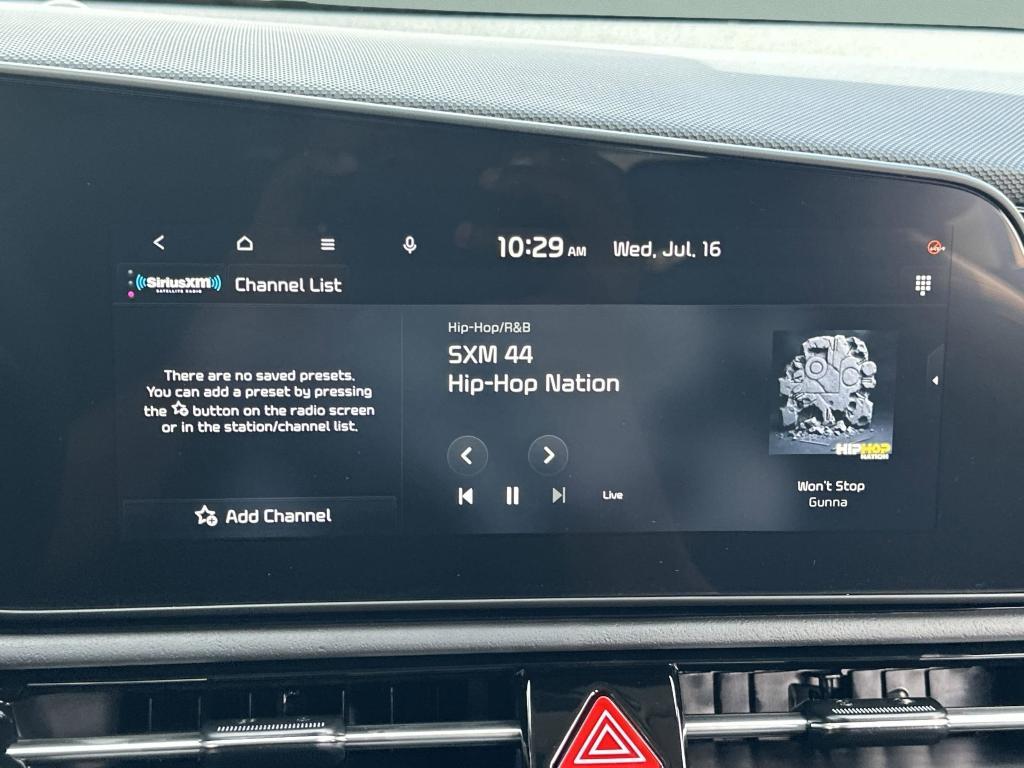 10:29 AM Wed, Jul. 16
SiriusXM
SATELLITE RADIO
Channel List
There are no saved presets.
You can add a preset by pressing
the button on the radio screen
or in the station/channel list.
Add Channel
Hip-Hop/R&B
SXM 44
Hip-Hop Nation
Live
HIPHOP
NATION
Won't Stop
Gunna